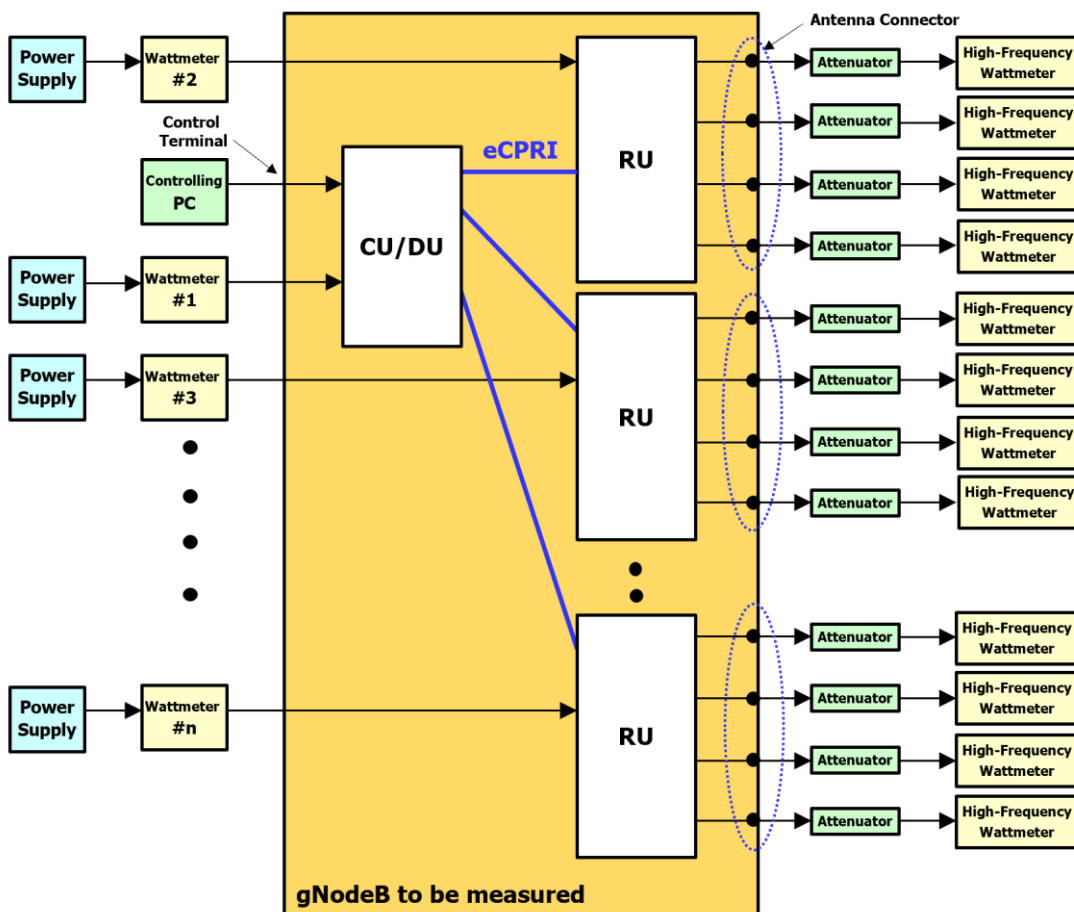 Antenna Connector
Power
Supply
Wattmeter
#2
Control
Terminal
Controlling
PC
Power
Supply
Wattmeter
#1
Power
Supply
Wattmeter
#3
Power
Supply
Wattmeter
#n
eCPRI
CU/DU
RU
RU
RU
gNodeB to be measured
Attenuator
High-Frequency
Wattmeter
Attenuator
High-Frequency
Wattmeter
Attenuator
High-Frequency
Wattmeter
Attenuator
High-Frequency
Wattmeter
Attenuator
High-Frequency
Wattmeter
Attenuator
High-Frequency
Wattmeter
Attenuator
High-Frequency
Wattmeter
Attenuator
High-Frequency
Wattmeter
Attenuator
High-Frequency
Wattmeter
Attenuator
High-Frequency
Wattmeter
Attenuator
High-Frequency
Wattmeter
Attenuator
High-Frequency
Wattmeter